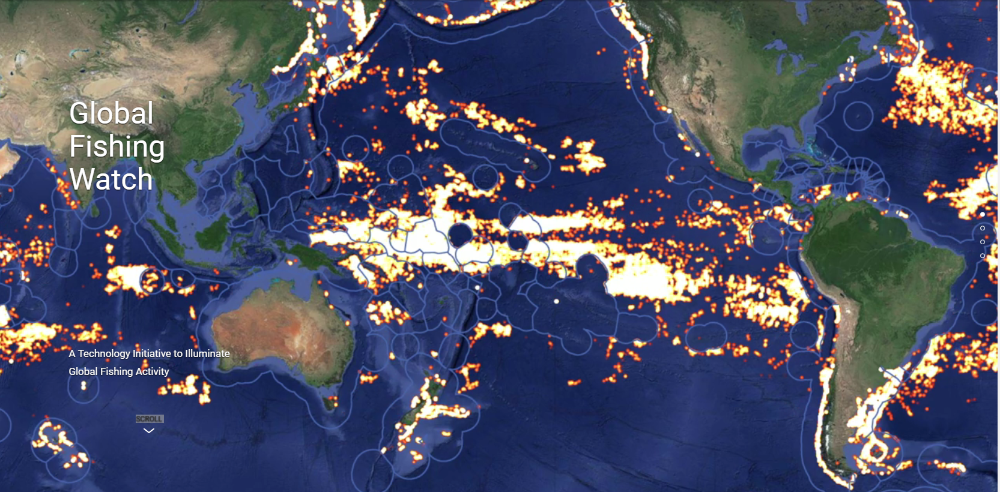 Global
Fishing
Watch
A Technology Initiative to Illuminate
Global Fishing Activity
SCROLL